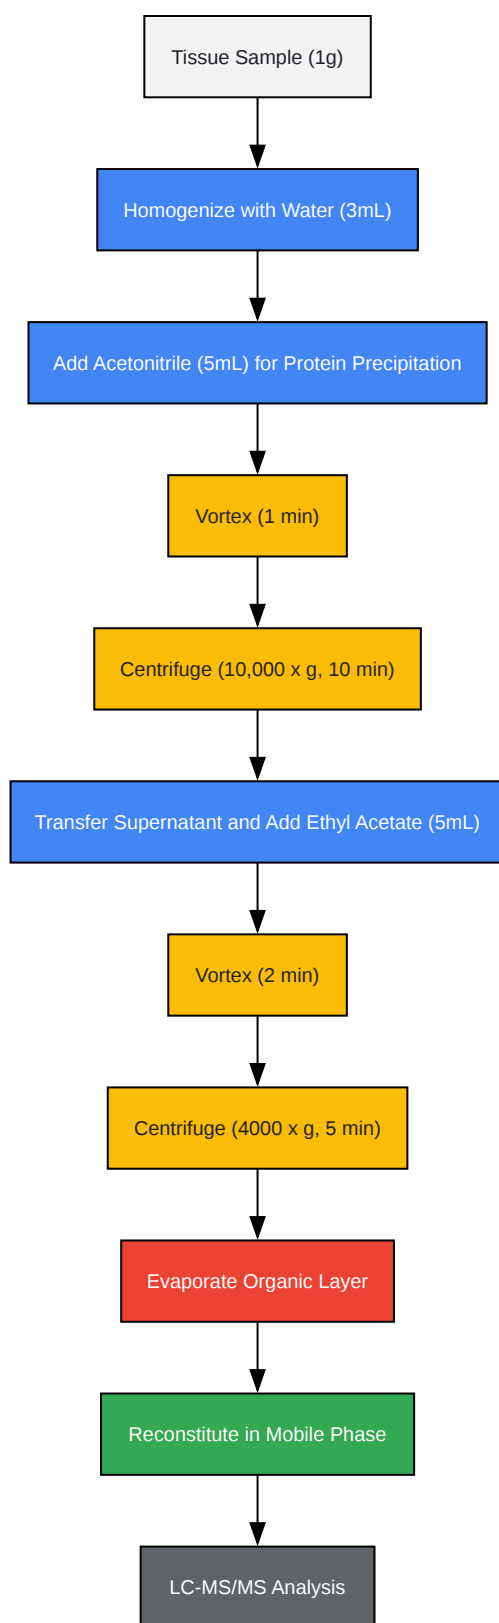 Tissue Sample (1g)
Homogenize with Water (3mL)
Add Acetonitrile (5mL) for Protein Precipitation
Vortex (1 min)
Centrifuge (10,000 x g, 10 min)
Transfer Supernatant and Add Ethyl Acetate (5mL)
Vortex (2 min)
Centrifuge (4000 x g, 5 min)
Evaporate Organic Layer
Reconstitute in Mobile Phase
LC-MS/MS Analysis